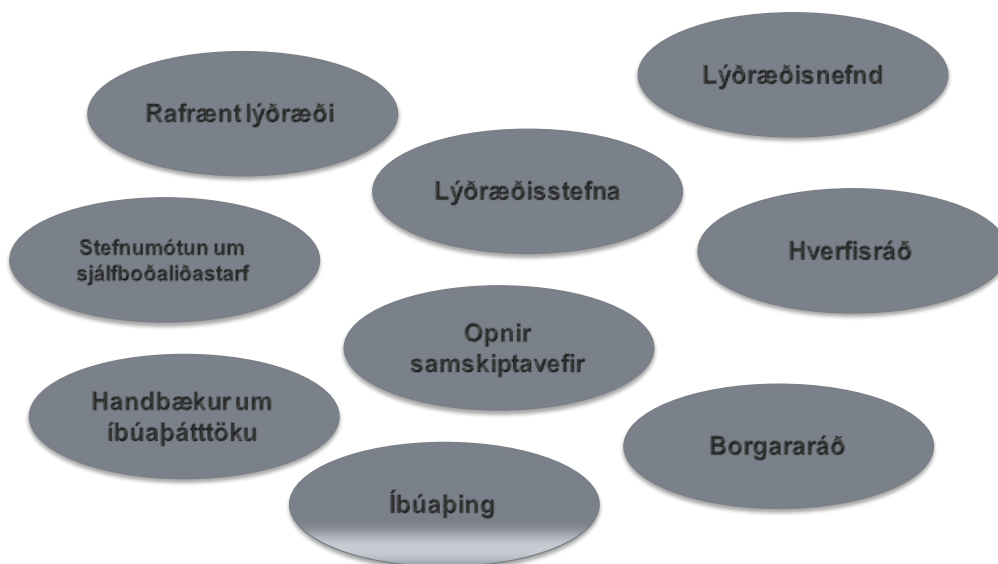 Lýðræðisnefnd
Rafrænt lýðræði
Lýðræðisstefna
Stefnumótun um
sjálfboðaliðastarf
Hverfisráð
Opnir
samskiptavefir
Handbækur um
íbúaþátttöku
Borgararáð
Íbúaþing